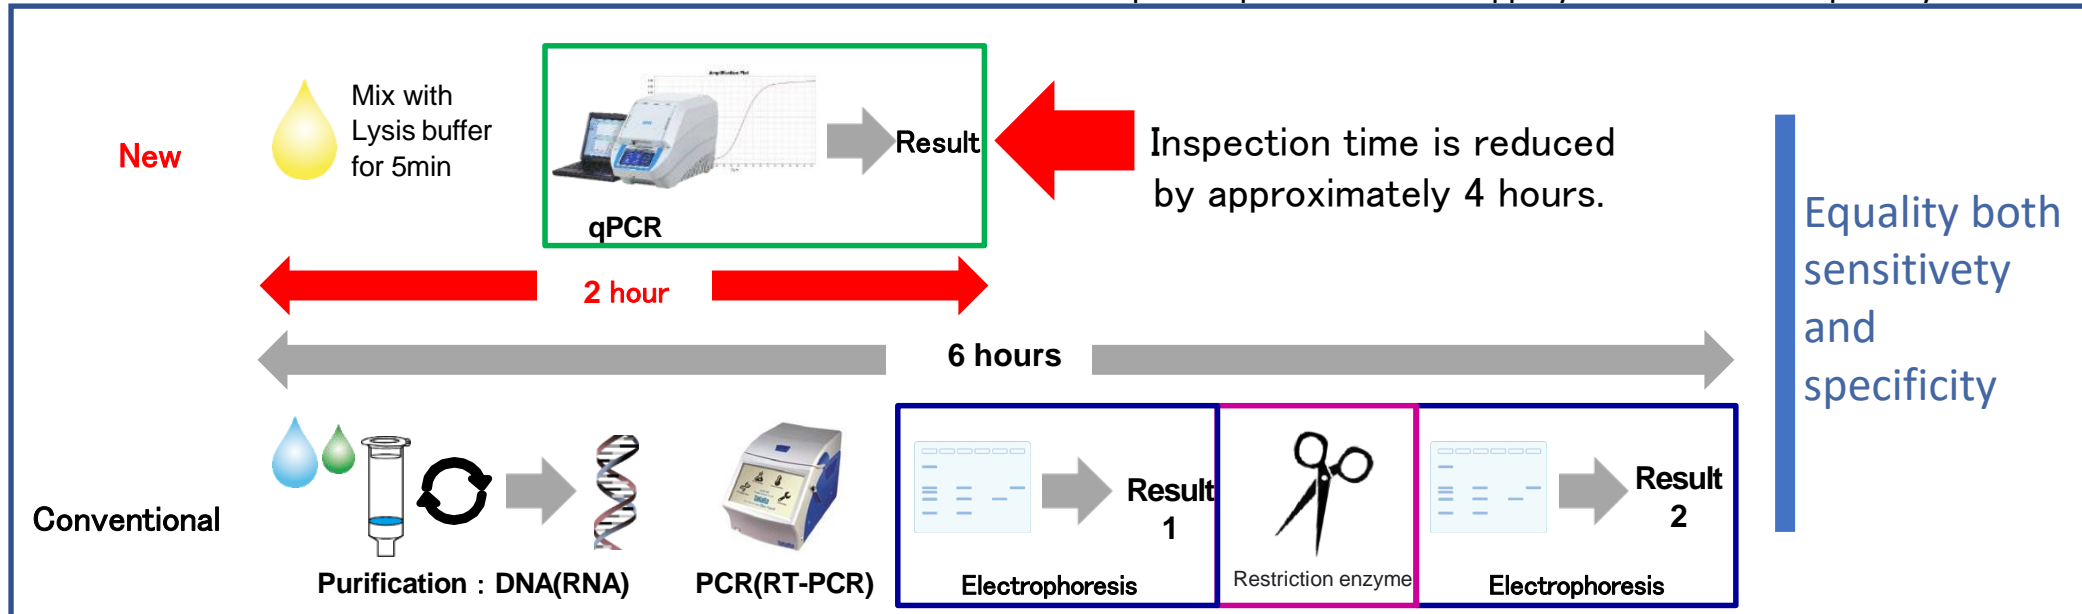 New
Mix with
Lysis buffer
for 5min
Amplification Plot
qPCR
Result
Inspection time is reduced
by approximately 4 hours.
2 hour
6 hours
Equality both
sensitivety
and
specificity
Conventional
Purification : DNA(RNA)
PCR(RT-PCR)
Result
1
Electrophoresis
Restriction enzyme
Result
2
Electrophoresis